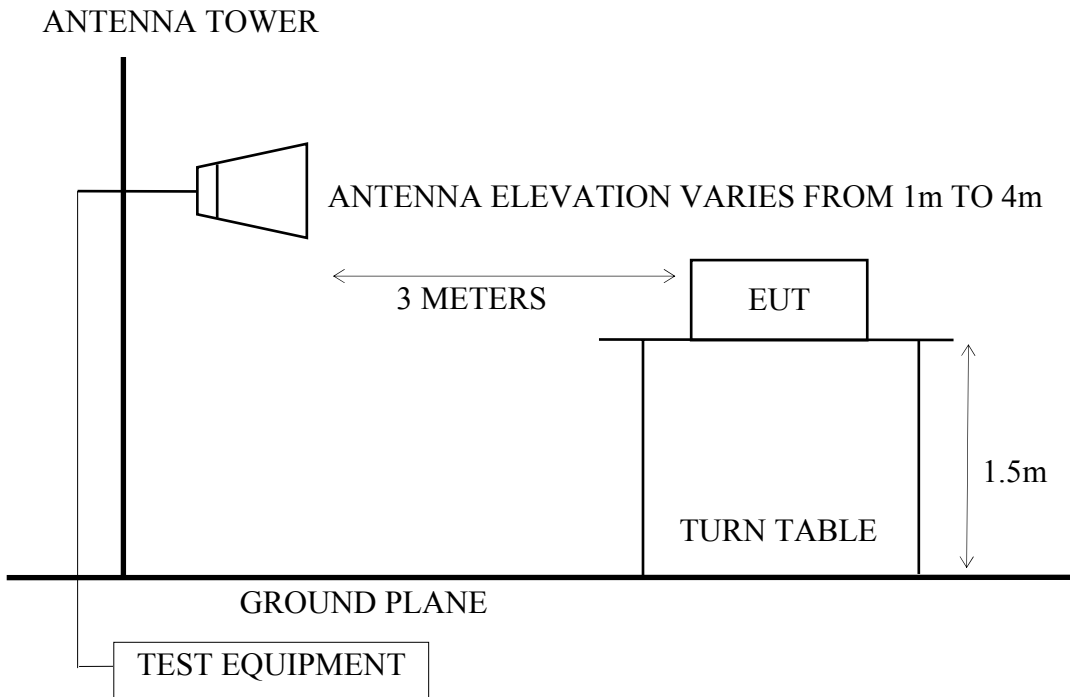 ANTENNA TOWER
ANTENNA ELEVATION VARIES FROM 1m TO 4m
3 METERS
EUT
1.5m
TURN TABLE
GROUND PLANE
TEST EQUIPMENT